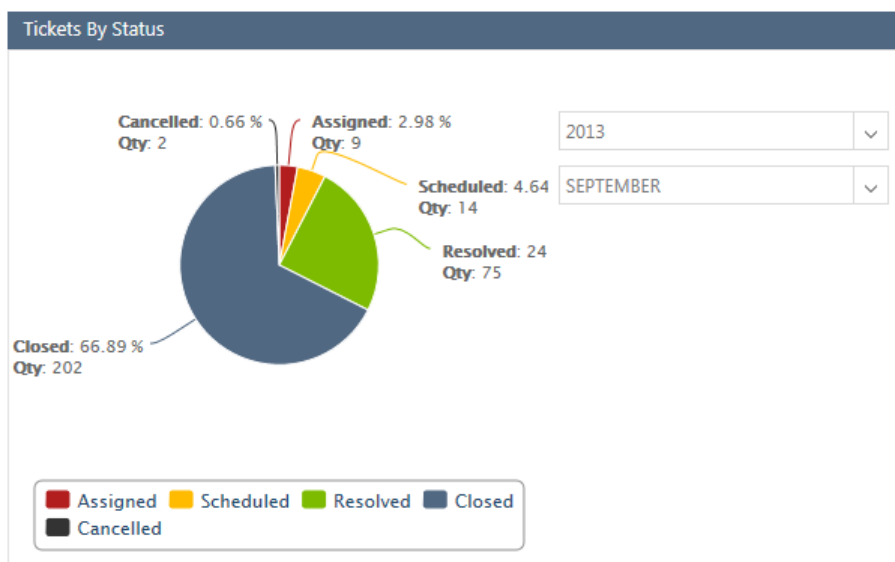 Tickets By Status
Cancelled: 0.66 %
Qty: 2
Assigned: 2.98 %
Qty: 9
2013
Scheduled: 4.64
Qty: 14
SEPTEMBER
Resolved: 24
Qty: 75
Closed: 66.89 %
Qty: 202
Assigned Scheduled Resolved Closed
Cancelled